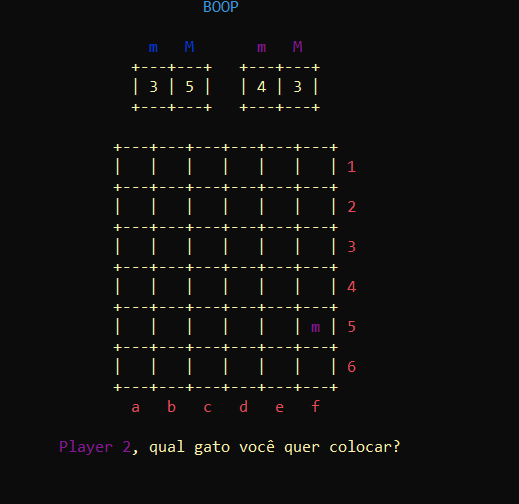 BOOP
m M m M
+---+---+ +---+---+
| 3 | 5 | | 4 | 3 |
+---+---+ +---+---+
+---+---+---+---+---+---+
| | | | | | | 1
+---+---+---+---+---+---+
| | | | | | | 2
+---+---+---+---+---+---+
| | | | | | | 3
+---+---+---+---+---+---+
| | | | | | | 4
+---+---+---+---+---+---+
| | | | | | m | 5
+---+---+---+---+---+---+
| | | | | | | 6
+---+---+---+---+---+---+
a b c d e f
Player 2, qual gato você quer colocar?